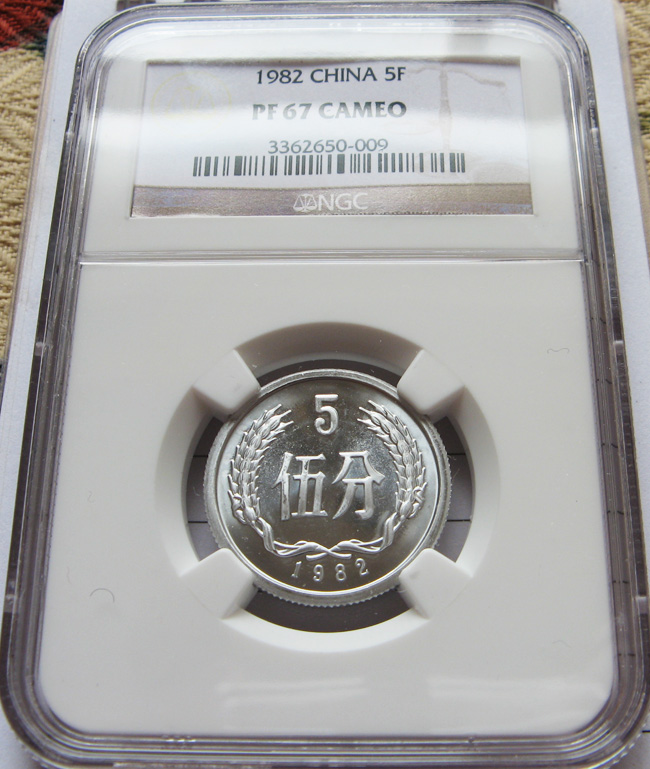 1982 CHINA 5F
PF 67 CAMEO
3362650-009
NGC
5
伍分
1982